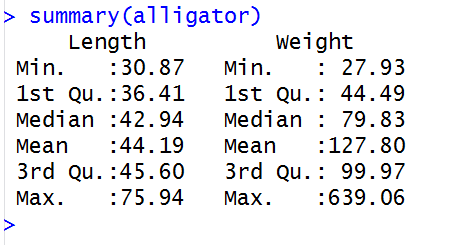 > summary(alligator)
     Length          Weight
 Min.   :30.87   Min.   : 27.93
 1st Qu.:36.41   1st Qu.: 44.49
 Median :42.94   Median : 79.83
 Mean   :44.19   Mean   :127.80
 3rd Qu.:45.60   3rd Qu.: 99.97
 Max.   :75.94   Max.   :639.06
>